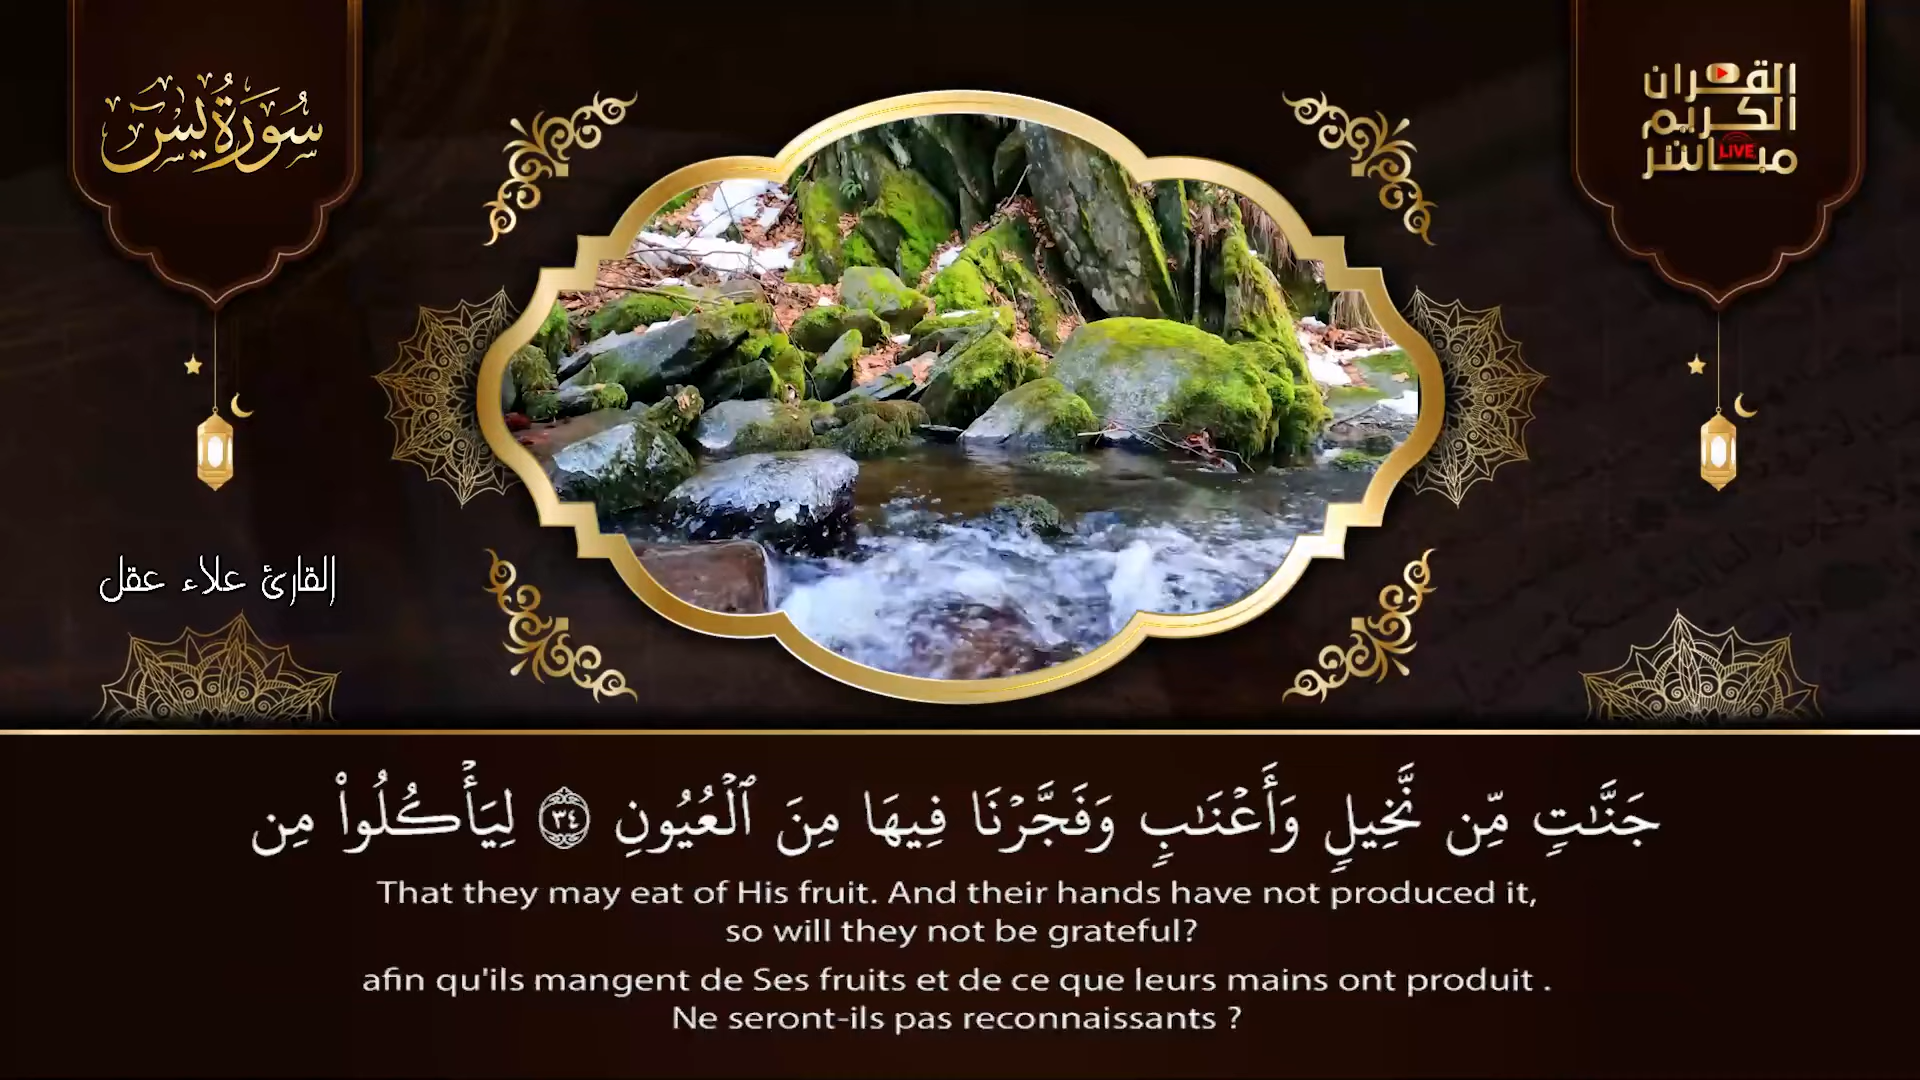 سُورَةُ يس
القرآن
الكريم
مباشر
LIVE
القارئ علاء عقل
جَنَّـٰتٍ مِّن نَّخِيلٍ وَأَعْنَـٰبٍ وَفَجَّرْنَا فِيهَا مِنَ ٱلْعُيُونِ ٣٤ لِيَأْكُلُوا۟ مِن
That they may eat of His fruit. And their hands have not produced it,
so will they not be grateful?
afin qu'ils mangent de Ses fruits et de ce que leurs mains ont produit .
Ne seront-ils pas reconnaissants ?